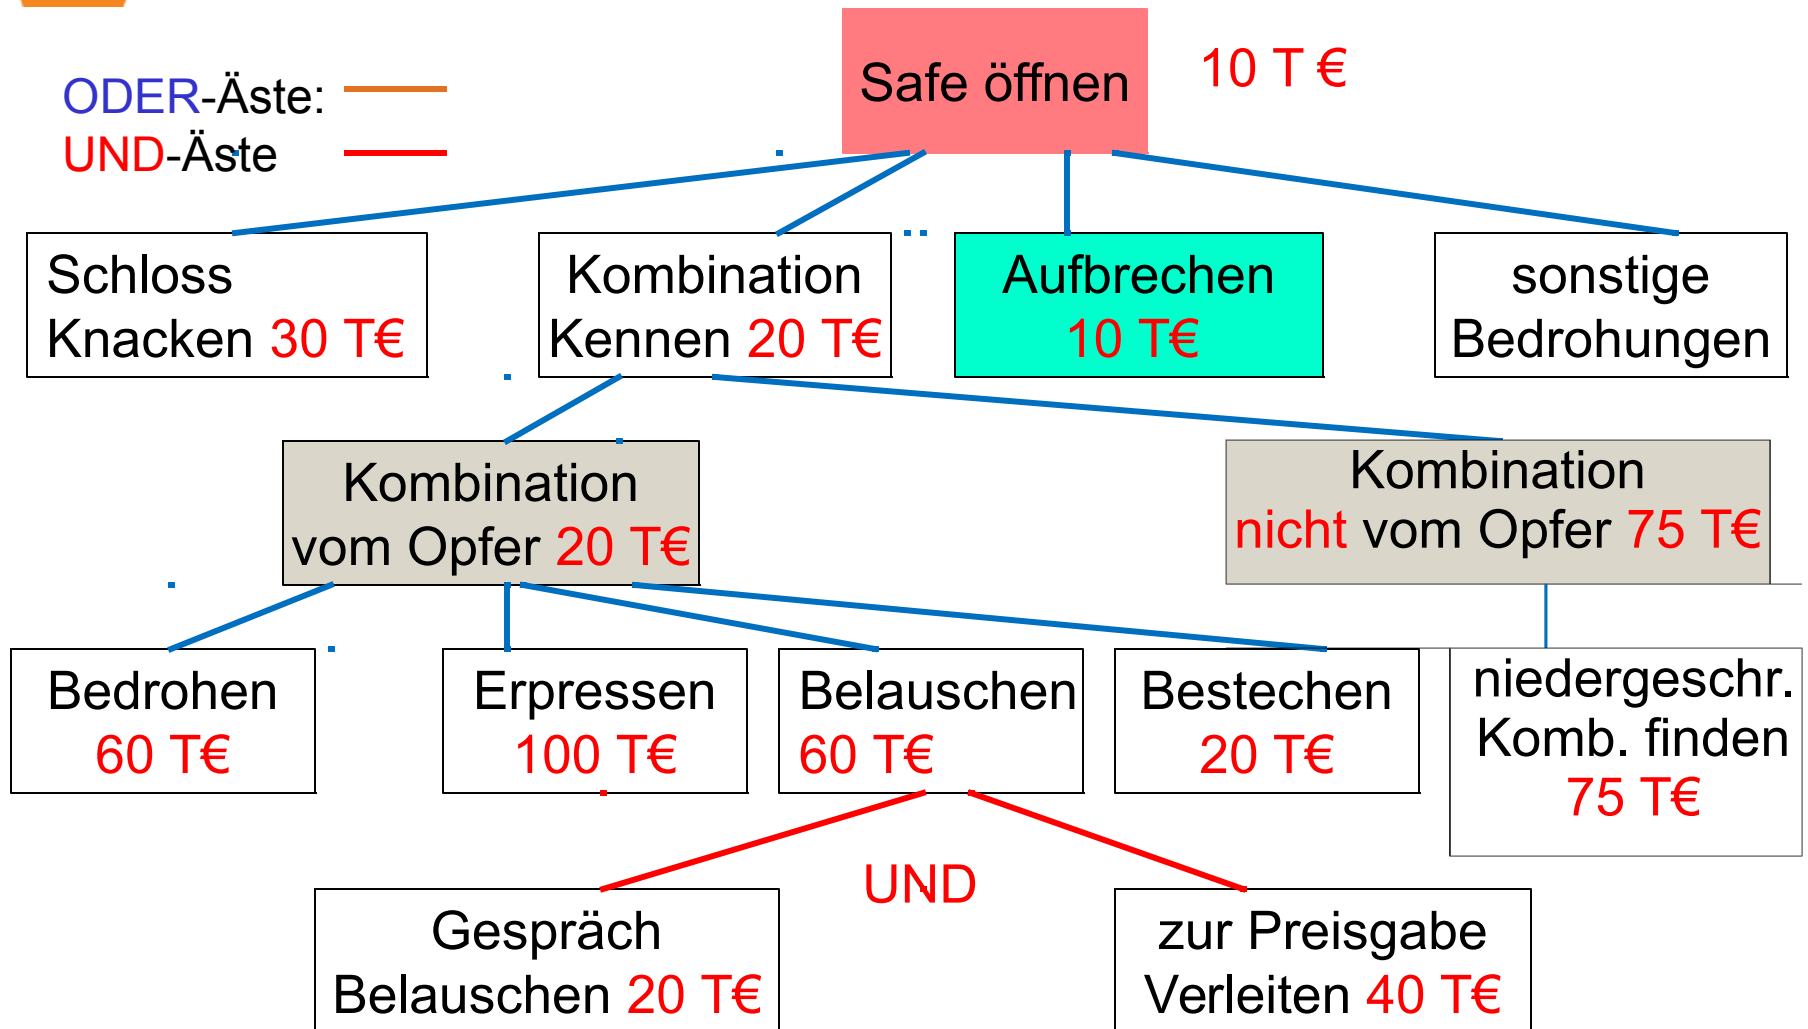 Safe öffnen
10 T €
ODER-Äste:
UND-Äste
Schloss
Knacken 30 T€
Kombination
Kennen 20 T€
Aufbrechen
10 T€
sonstige
Bedrohungen
Kombination
vom Opfer 20 T€
Kombination
nicht vom Opfer 75 T€
Bedrohen
60 T€
Erpressen
100 T€
Belauschen
60 T€
Bestechen
20 T€
niedergeschr.
Komb. finden
75 T€
UND
Gespräch
Belauschen 20 T€
zur Preisgabe
Verleiten 40 T€